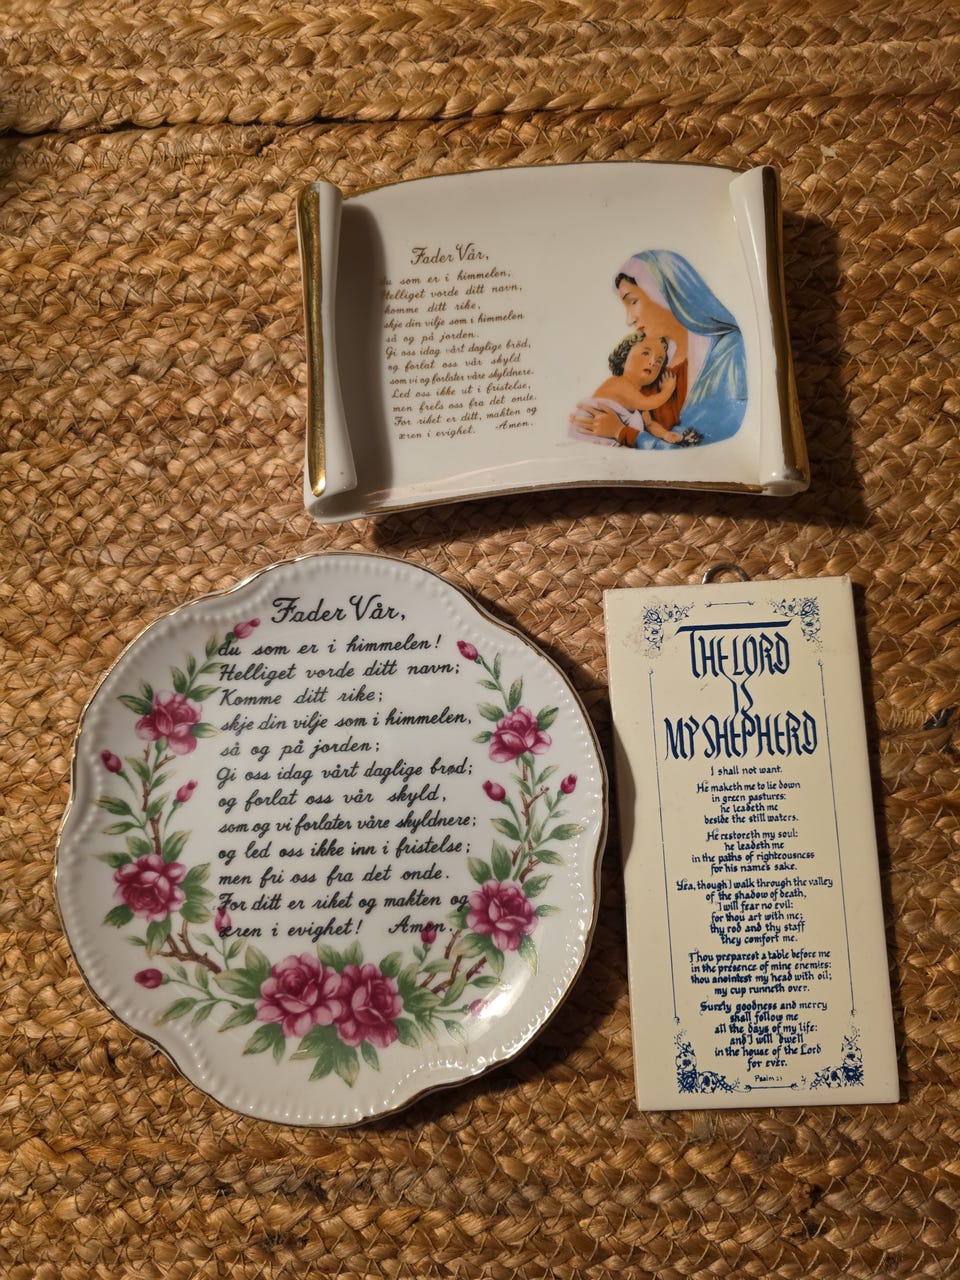 Fader Vår,
du som er i himmelen,
Helliget vorde ditt navn,
komme ditt rike,
skje din vilje som i himmelen
så og på jorden.
Gi oss idag vårt daglige brød,
og forlat oss vår skyld
som vi og forlater våre skyldnere.
Led oss ikke ut i fristelse,
men frels oss fra det onde.
For riket er ditt, makten og
æren i evighet. Amen.
Fader Vår,
du som er i himmelen!
Helliget vorde ditt navn;
Komme ditt rike;
skje din vilje som i himmelen,
så og på jorden;
Gi oss idag vårt daglige brød;
og forlat oss vår skyld,
som og vi forlater våre skyldnere;
og led oss ikke inn i fristelse;
men fri oss fra det onde.
For ditt er riket og makten og
æren i evighet! Amen.
THE LORD
IS
MY SHEPHERD
I shall not want.
He maketh me to lie down
in green pastures:
he leadeth me
beside the still waters.
He restoreth my soul:
he leadeth me
in the paths of righteousness
for his name's sake.
Yea, though I walk through the valley
of the shadow of death,
I will fear no evil:
for thou art with me;
thy rod and thy staff
they comfort me.
Thou preparest a table before me
in the presence of mine enemies:
thou anointest my head with oil;
my cup runneth over.
Surely goodness and mercy
shall follow me
all the days of my life:
and I will dwell
in the house of the Lord
for ever.
Psalm 23